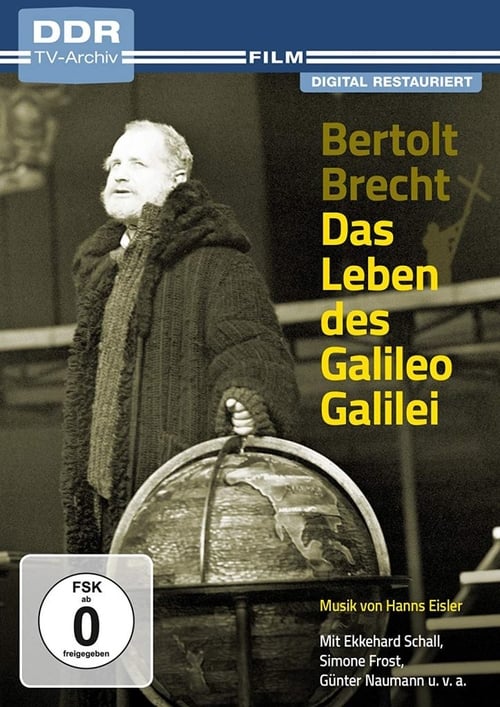 DDR
TV-Archiv
FILM
DIGITAL RESTAURIERT
Bertolt
Brecht
Das
Leben
des
Galileo
Galilei
FSK
ab
0
freigegeben
Musik von Hanns Eisler
Mit Ekkehard Schall,
Simone Frost,
Günter Naumann u. v. a.